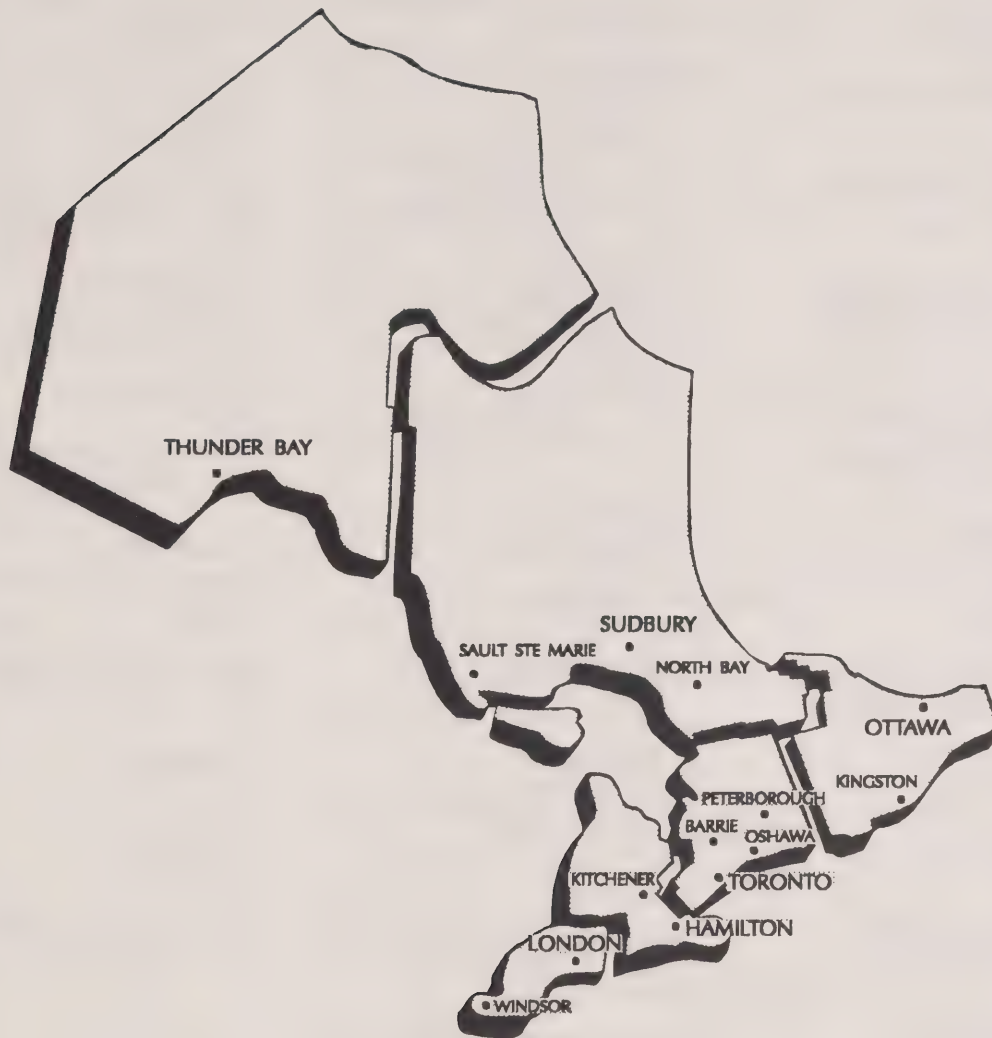 THUNDER BAY
SUDBURY
SAULT STE MARIE
NORTH BAY
OTTAWA
KINGSTON
PETERBOROUGH
BARRIE
OSHAWA
KITCHENER
TORONTO
HAMILTON
LONDON
WINDSOR